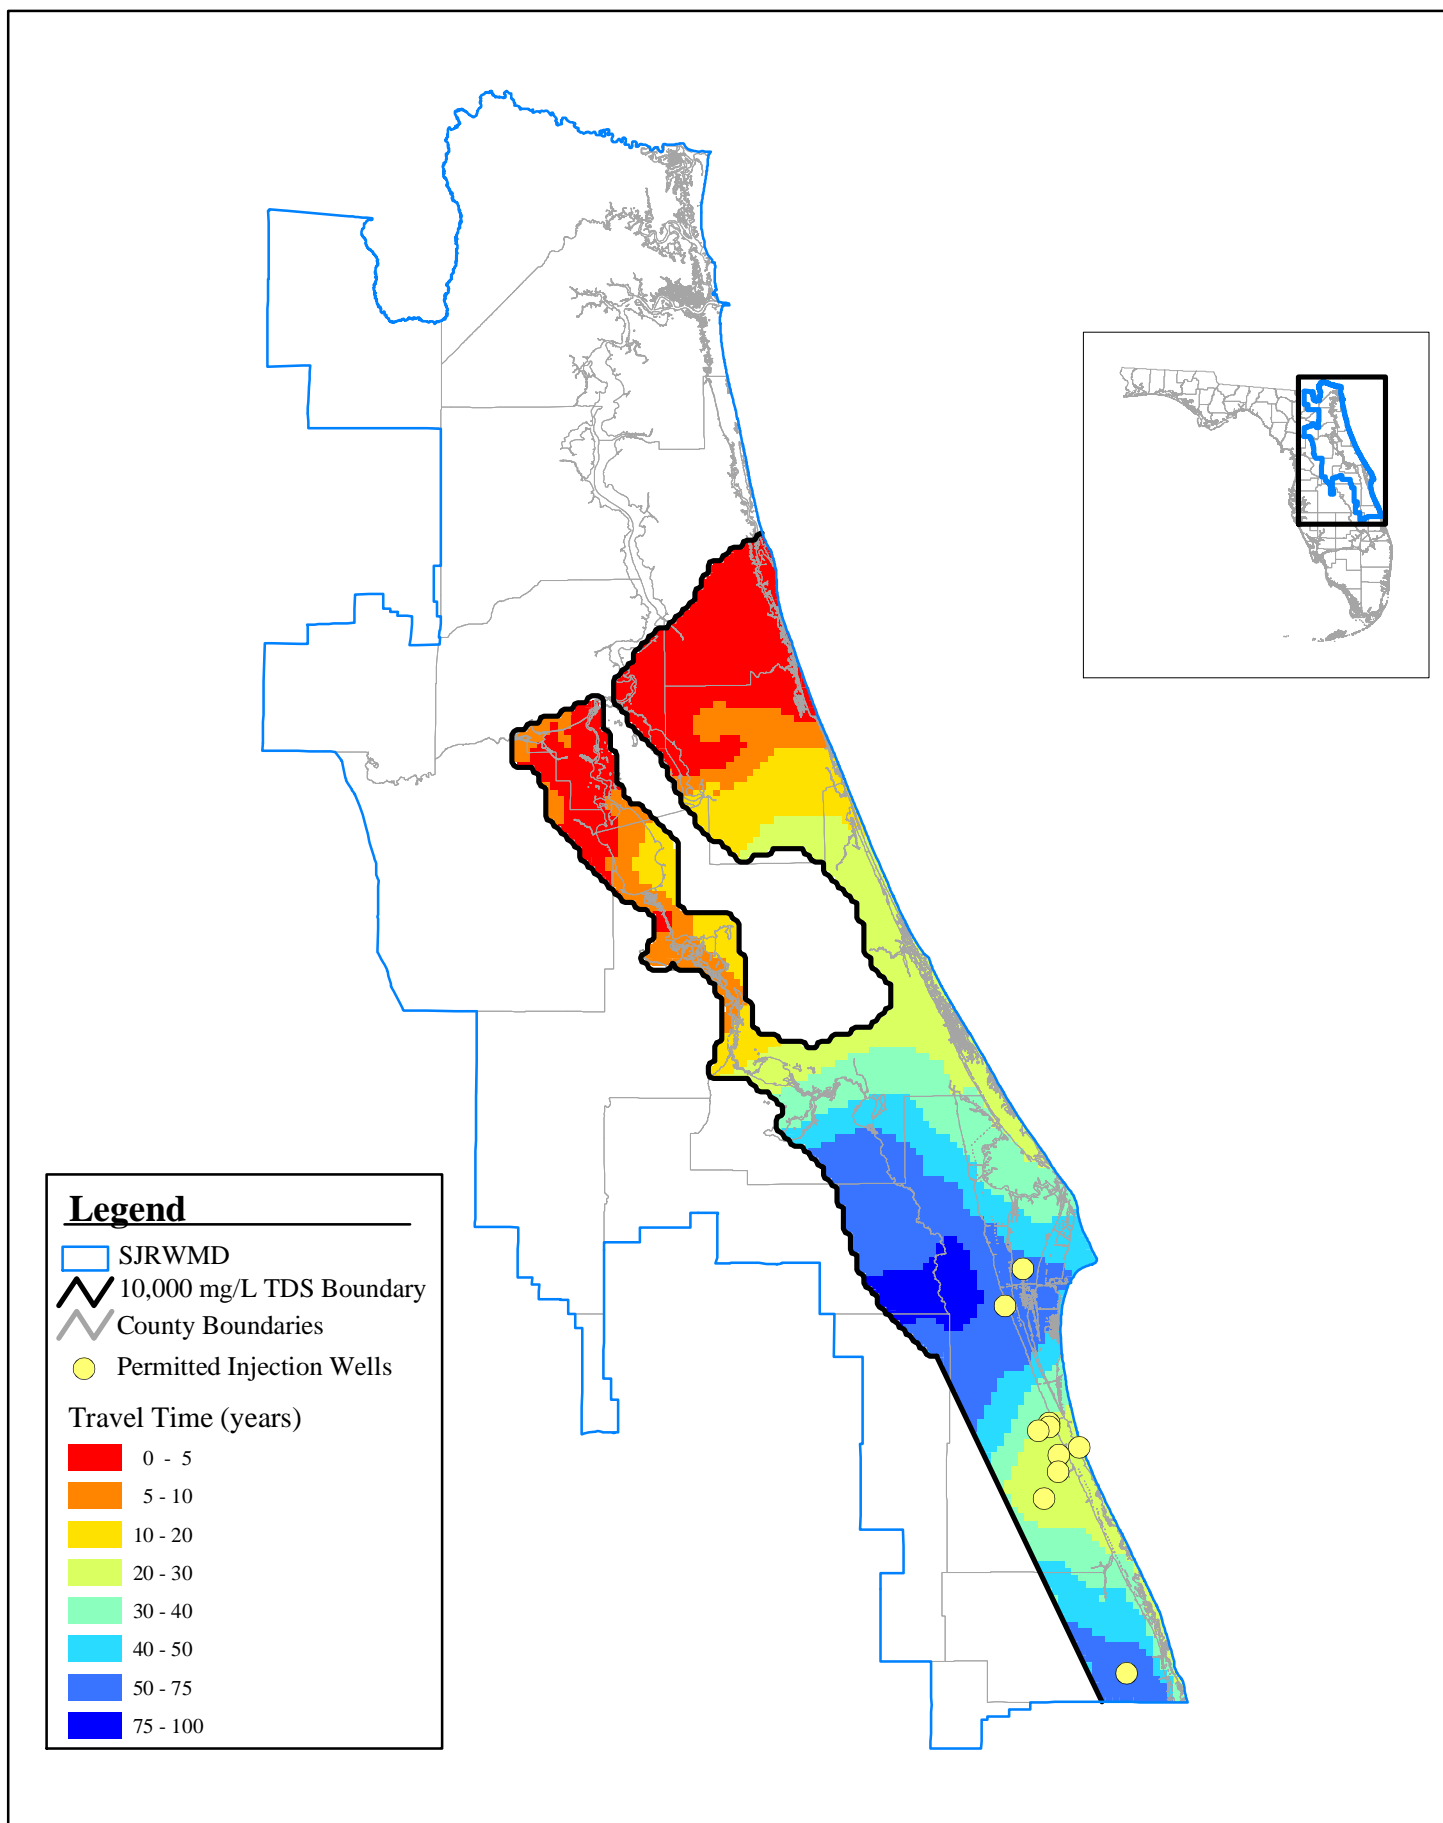 Legend
SJRWMD
10,000 mg/L TDS Boundary
County Boundaries
Permitted Injection Wells
Travel Time (years)
0 - 5
5 - 10
10 - 20
20 - 30
30 - 40
40 - 50
50 - 75
75 - 100